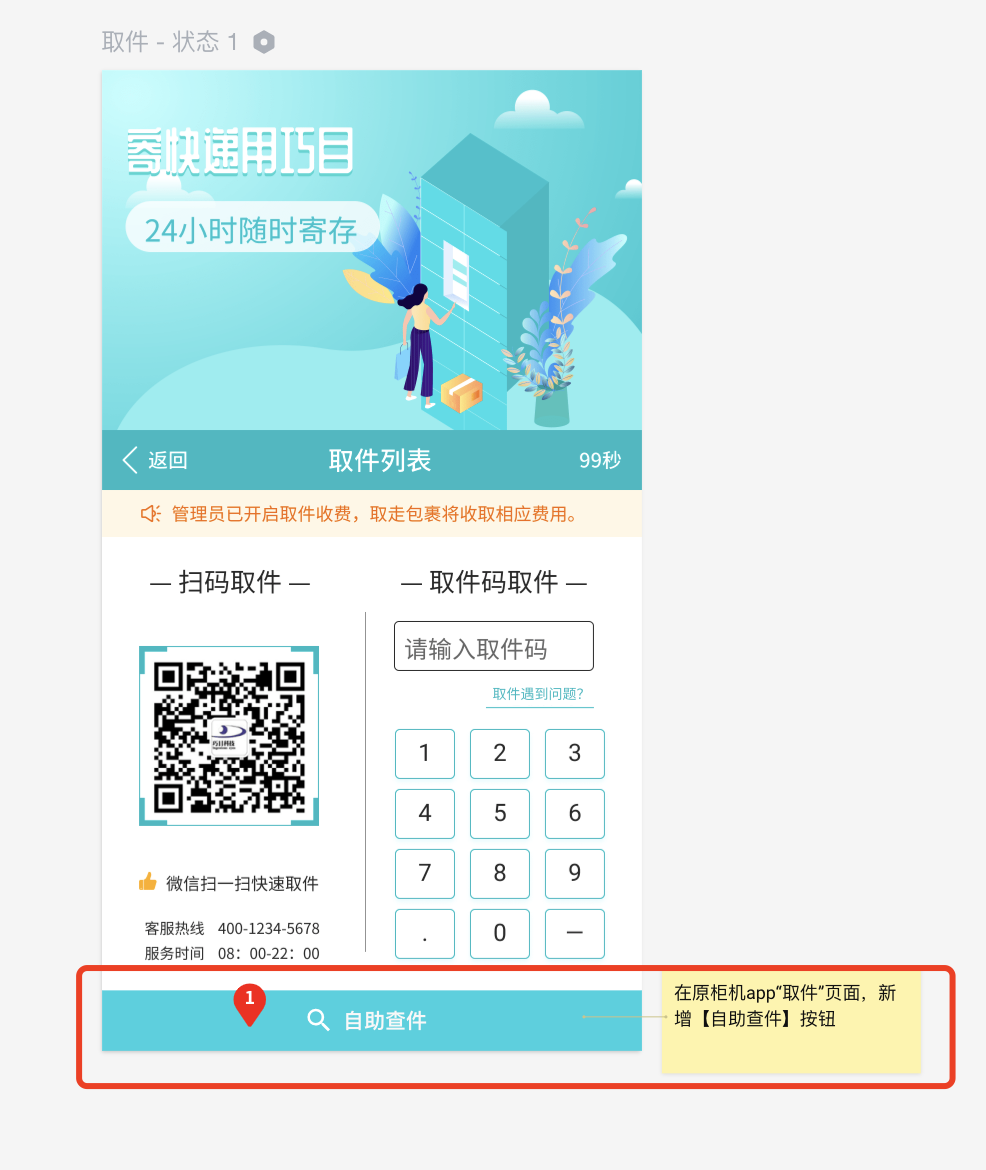 取件 - 状态 1
寄快递用巧目
24小时随时寄存
返回
取件列表
99秒
管理员已开启取件收费，取走包裹将收取相应费用。
— 扫码取件 —
— 取件码取件 —
请输入取件码
取件遇到问题?
1 2 3
4 5 6
7 8 9
. 0 —
巧目科技
微信扫一扫快速取件
客服热线 400-1234-5678
服务时间 08：00-22：00
1
自助查件
在原柜机app“取件”页面，新
增【自助查件】按钮